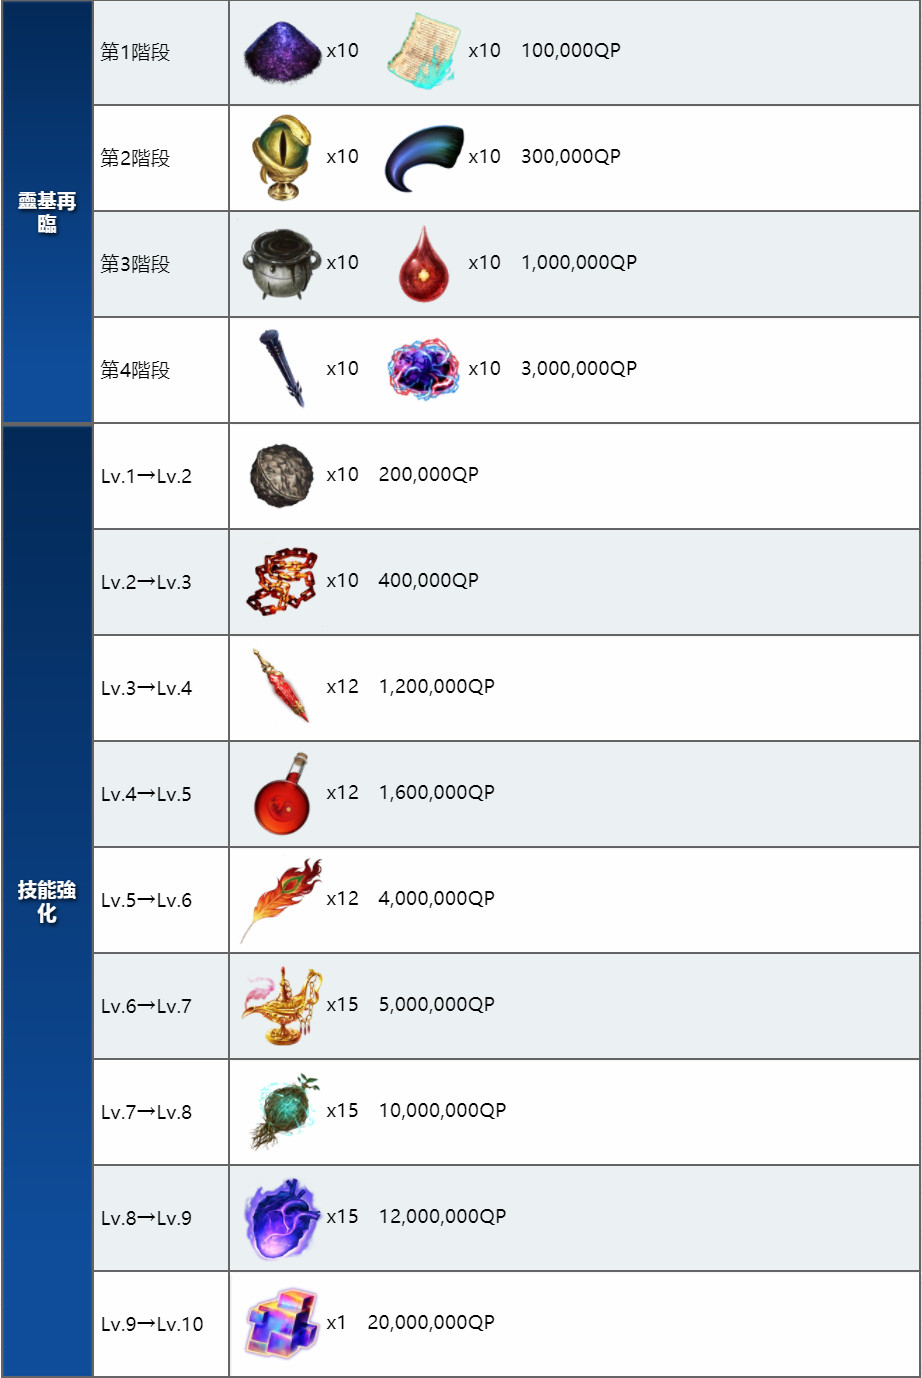 靈基再
臨
第1階段
x10 x10 100,000QP
第2階段
x10 x10 300,000QP
第3階段
x10 x10 1,000,000QP
第4階段
x10 x10 3,000,000QP
技能強
化
Lv.1→Lv.2
x10 200,000QP
Lv.2→Lv.3
x10 400,000QP
Lv.3→Lv.4
x12 1,200,000QP
Lv.4→Lv.5
x12 1,600,000QP
Lv.5→Lv.6
x12 4,000,000QP
Lv.6→Lv.7
x15 5,000,000QP
Lv.7→Lv.8
x15 10,000,000QP
Lv.8→Lv.9
x15 12,000,000QP
Lv.9→Lv.10
x1 20,000,000QP